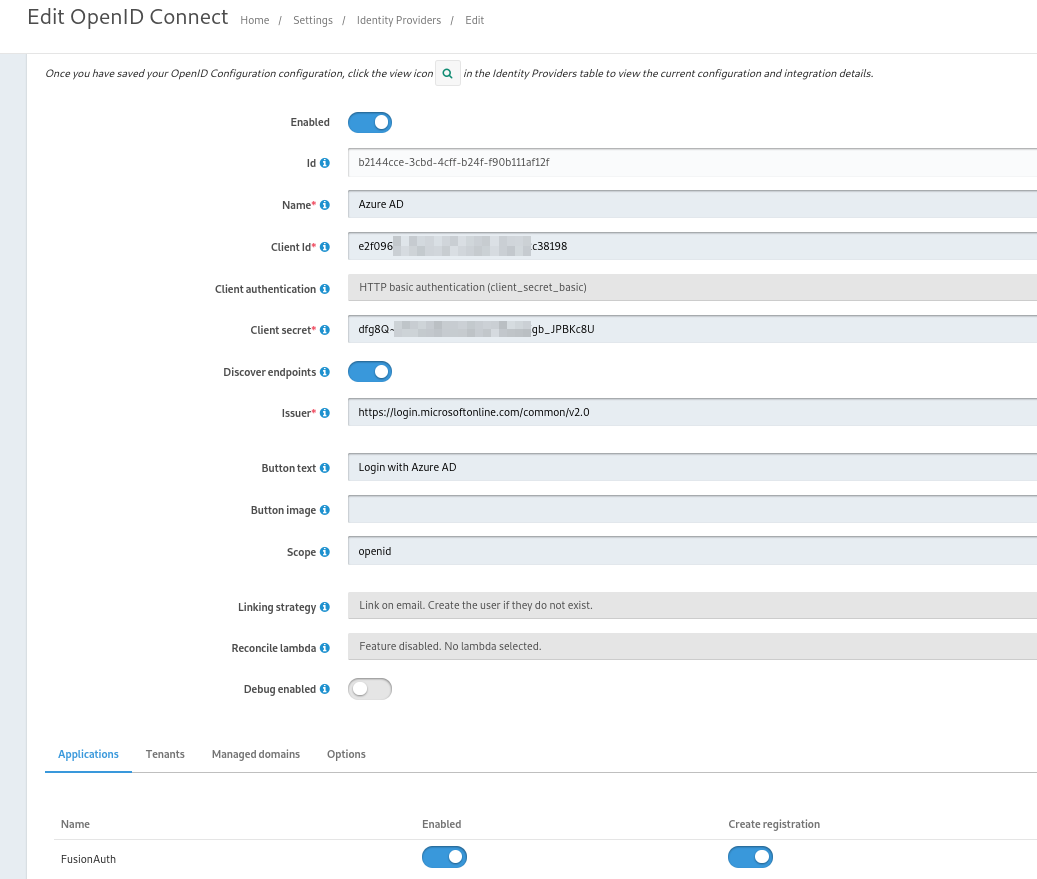 Edit OpenID Connect Home / Settings / Identity Providers / Edit
Once you have saved your OpenID Configuration configuration, click the view icon in the Identity Providers table to view the current configuration and integration details.
Enabled
Id b2144cce-3cbd-4cff-b24f-f90b111af12f
Name* Azure AD
Client Id* e2f096 c38198
Client authentication HTTP basic authentication (client_secret_basic)
Client secret* dfg8Q~ gb_JPBKc8U
Discover endpoints
Issuer* https://login.microsoftonline.com/common/v2.0
Button text Login with Azure AD
Button image
Scope openid
Linking strategy Link on email. Create the user if they do not exist.
Reconcile lambda Feature disabled. No lambda selected.
Debug enabled
Applications Tenants Managed domains Options
Name Enabled Create registration
FusionAuth